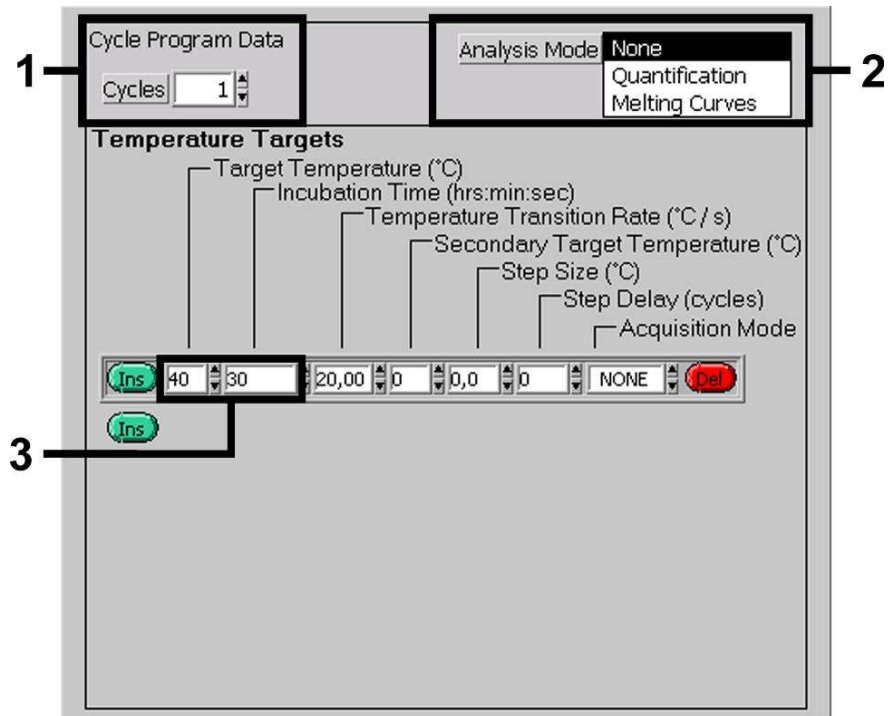 Cycle Program Data
1
Cycles 1
Analysis Mode None
Quantification
Melting Curves
2
Temperature Targets
Target Temperature (°C)
Incubation Time (hrs:min:sec)
Temperature Transition Rate (°C / s)
Secondary Target Temperature (°C)
Step Size (°C)
Step Delay (cycles)
Acquisition Mode
Ins 40 30 20,00 0 0,0 0 NONE Del
Ins
3